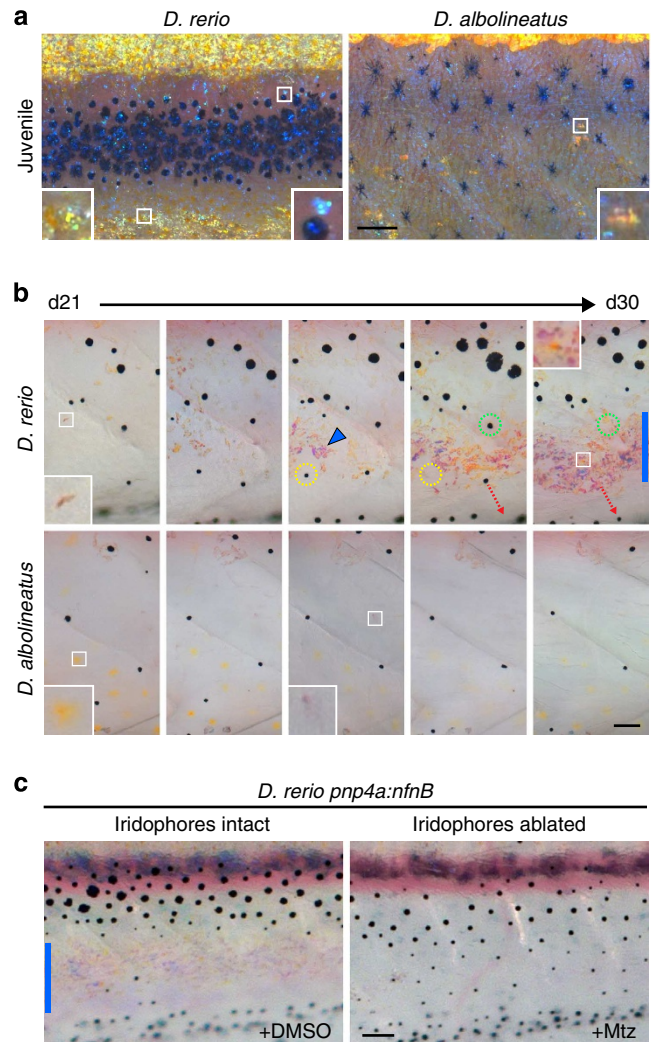 a
D. rerio
D. albolineatus
Juvenile
b
d21
d30
D. rerio
D. albolineatus
c
D. rerio pnp4a:nfnB
Iridophores intact
Iridophores ablated
+DMSO
+Mtz